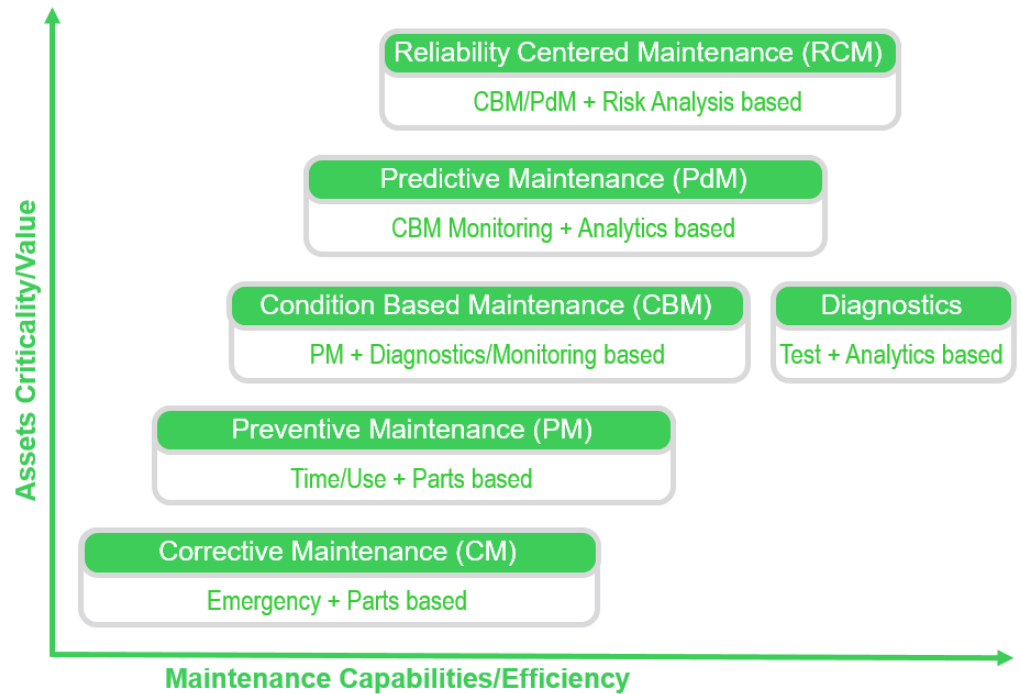 Reliability Centered Maintenance (RCM)
CBM/PdM + Risk Analysis based
Predictive Maintenance (PdM)
CBM Monitoring + Analytics based
Condition Based Maintenance (CBM)
PM + Diagnostics/Monitoring based
Diagnostics
Test + Analytics based
Preventive Maintenance (PM)
Time/Use + Parts based
Corrective Maintenance (CM)
Emergency + Parts based
Assets Criticality/Value
Maintenance Capabilities/Efficiency